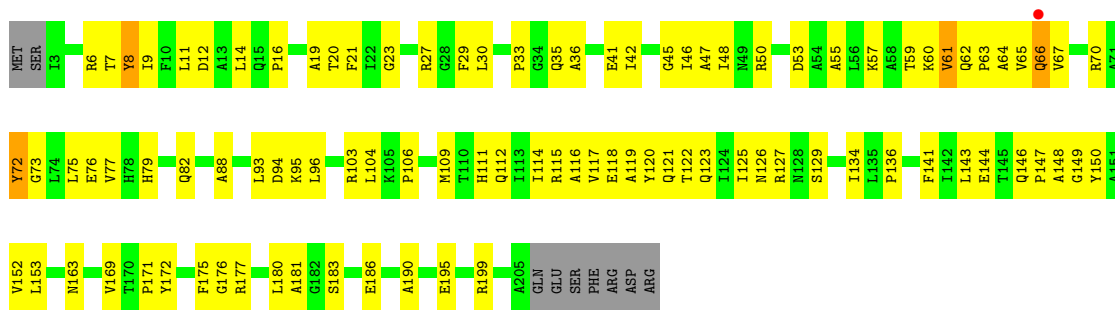 MET SER I3 R6 T7 Y8 I9 F10 L11 D12 A13 L14 Q15 P16 A19 T20 F21 I22 G23 R27 G28 F29 L30 P33 G34 Q35 A36 E41 I42 G45 I46 A47 I48 N49 R50 D53 A54 A55 L56 K57 A58 T59 K60 V61 Q62 P63 A64 V65 Q66 V67 R70 A71
Y72 G73 L74 L75 E76 V77 H78 H79 Q82 A88 L93 D94 K95 L96 R103 L104 K105 P106 M109 T110 H111 Q112 I113 I114 R115 A116 V117 E118 A119 Y120 Q121 T122 Q123 I124 I125 N126 R127 N128 S129 I134 L135 P136 F141 I142 L143 E144 T145 Q146 P147 A148 G149 Y150 A151
V152 L153 N163 V169 T170 P171 Y172 F175 G176 R177 L180 A181 G182 S183 E186 A190 E195 R199 A205 GLN GLU SER PHE ARG ASP ARG